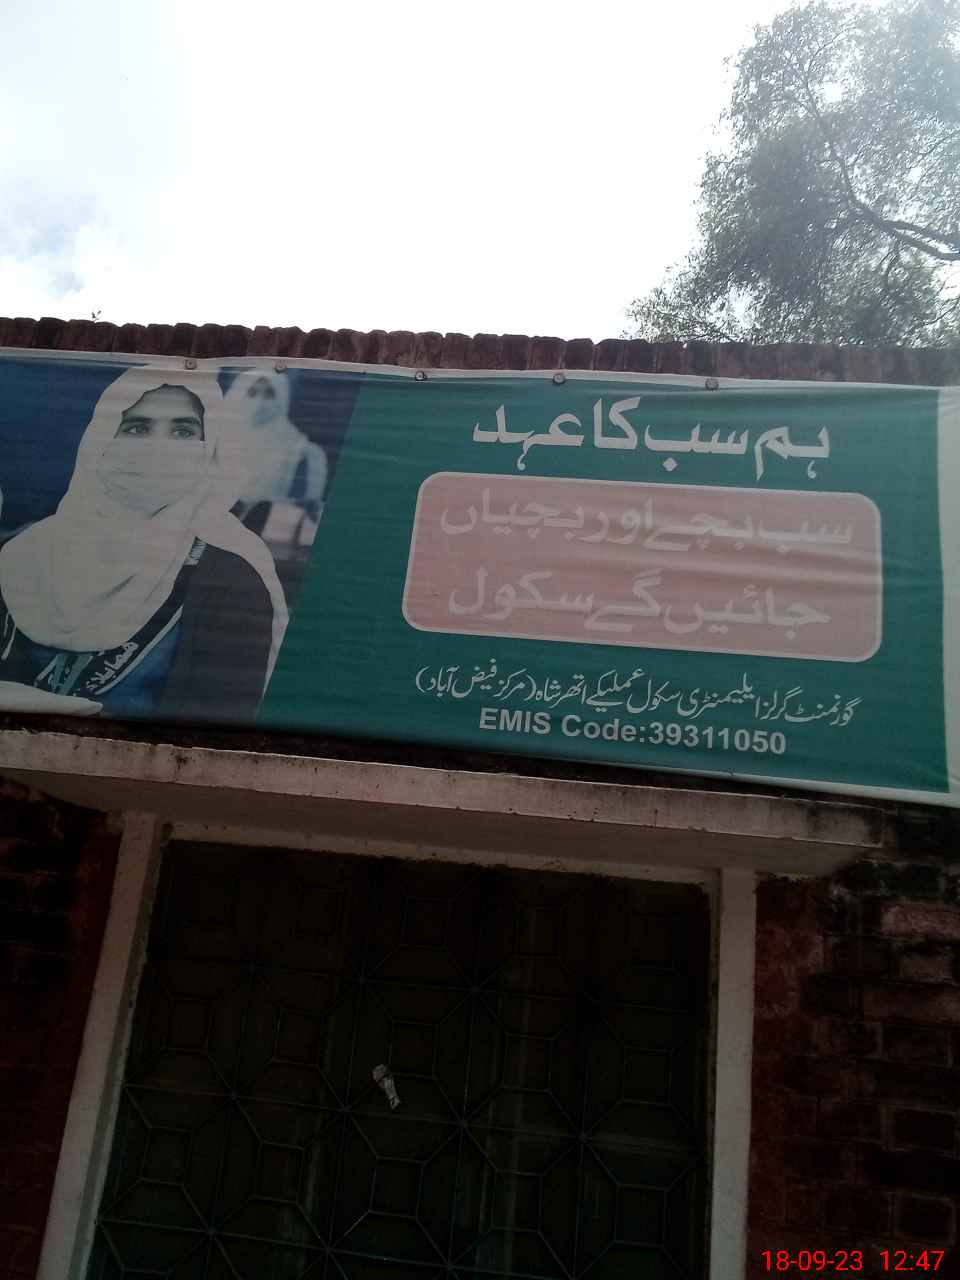 ہم سب کا عہد
سب بچے اور بچیاں
جائیں گے سکول
گورنمنٹ گرلز ایلیمنٹری سکول عملیکے اتھر شاہ (مرکز فیض آباد)
EMIS Code:39311050
18-09-23 12:47